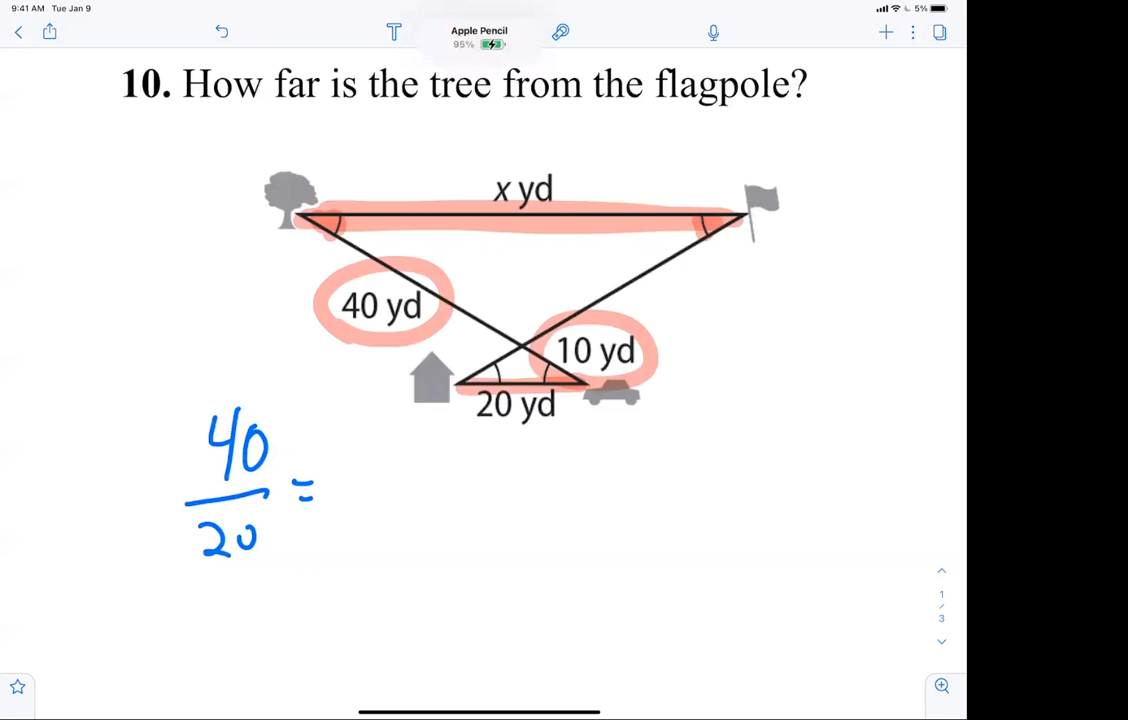 9:41 AM Tue Jan 9
5%
Apple Pencil
95%
10. How far is the tree from the flagpole?
x yd
40 yd
10 yd
20 yd
40
20 =
1
/
3